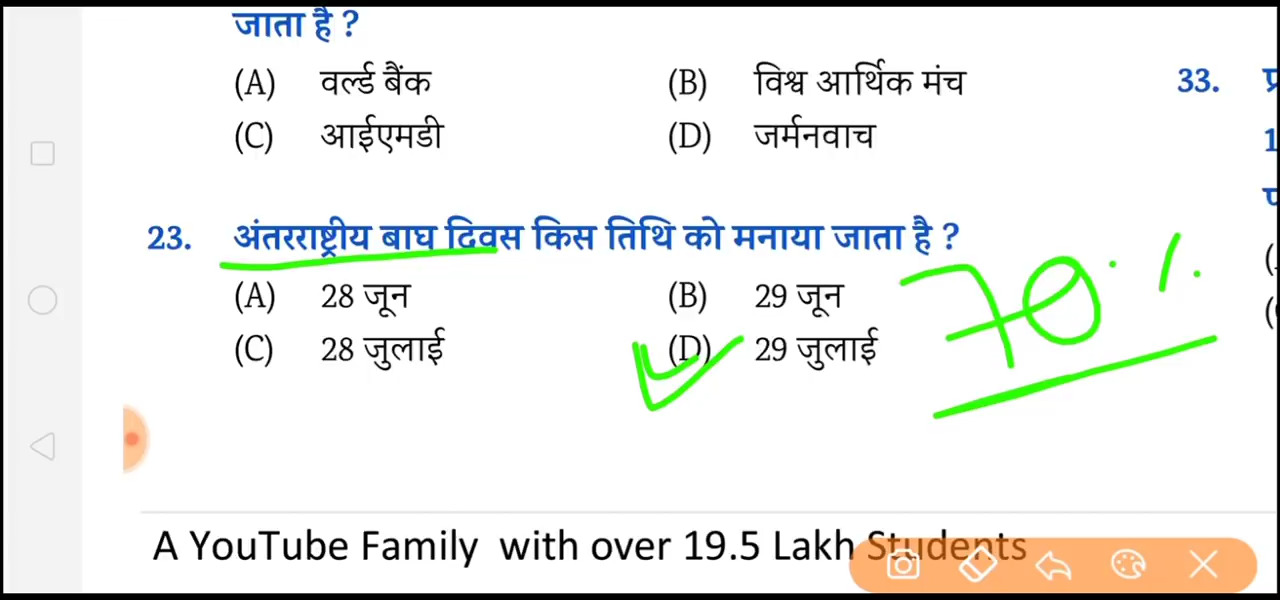 जाता है ?
(A) वर्ल्ड बैंक (B) विश्व आर्थिक मंच
(C) आईएमडी (D) जर्मनवाच
23. अंतरराष्ट्रीय बाघ दिवस किस तिथि को मनाया जाता है ?
(A) 28 जून (B) 29 जून
(C) 28 जुलाई (D) 29 जुलाई
70%
33.
1
A YouTube Family with over 19.5 Lakh Students